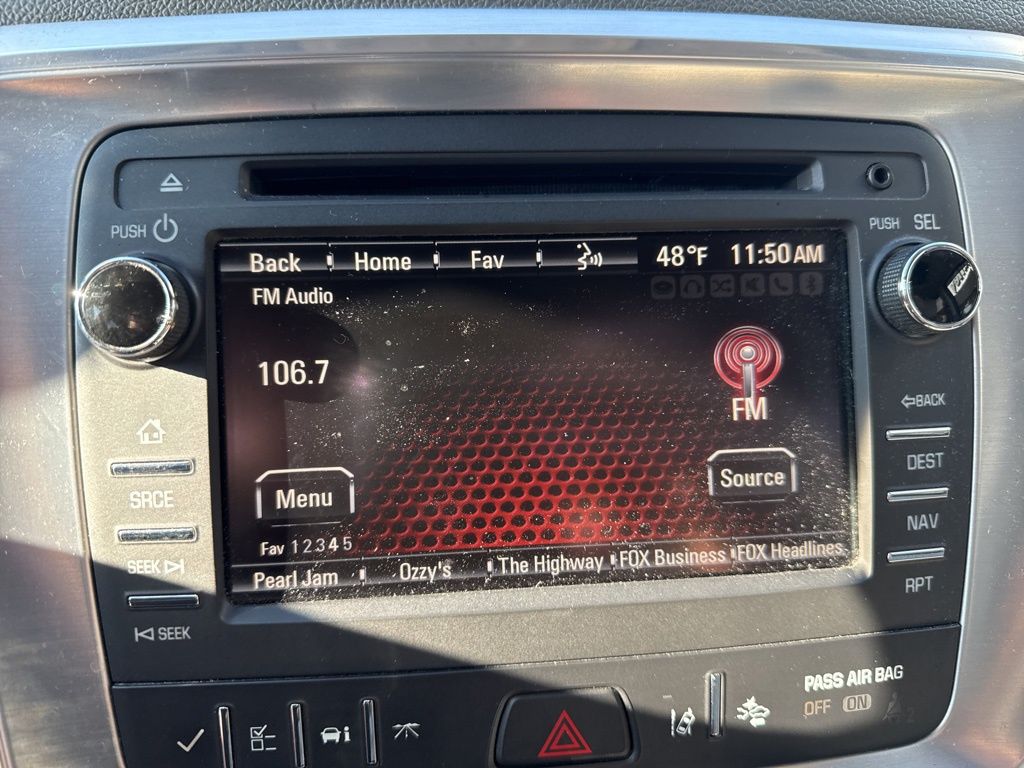 PUSH
PUSH SEL
Back Home Fav 48°F 11:50AM
FM Audio
106.7
FM
BACK
DEST
SRCE
Menu
Source
NAV
Fav 1 2 3 4 5
SEEK
Pearl Jam Ozzy's The Highway FOX Business FOX Headlines
RPT
SEEK
PASS AIR BAG
OFF ON
2